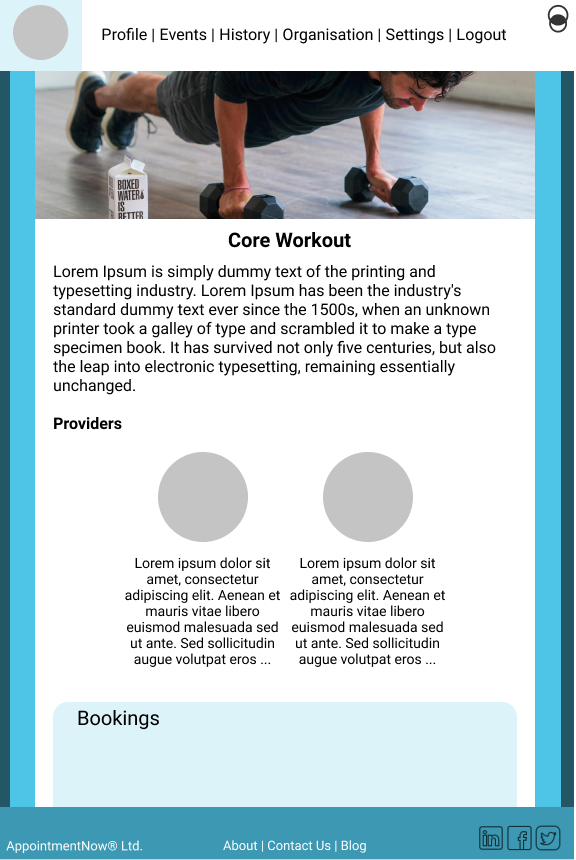 Profile | Events | History | Organisation | Settings | Logout
BOXED
WATER
IS
BETTER
Core Workout
Lorem Ipsum is simply dummy text of the printing and
typesetting industry. Lorem Ipsum has been the industry's
standard dummy text ever since the 1500s, when an unknown
printer took a galley of type and scrambled it to make a type
specimen book. It has survived not only five centuries, but also
the leap into electronic typesetting, remaining essentially
unchanged.
Providers
Lorem ipsum dolor sit
amet, consectetur
adipiscing elit. Aenean et
mauris vitae libero
euismod malesuada sed
ut ante. Sed sollicitudin
augue volutpat eros ...
Lorem ipsum dolor sit
amet, consectetur
adipiscing elit. Aenean et
mauris vitae libero
euismod malesuada sed
ut ante. Sed sollicitudin
augue volutpat eros ...
Bookings
AppointmentNow® Ltd.
About | Contact Us | Blog
in f